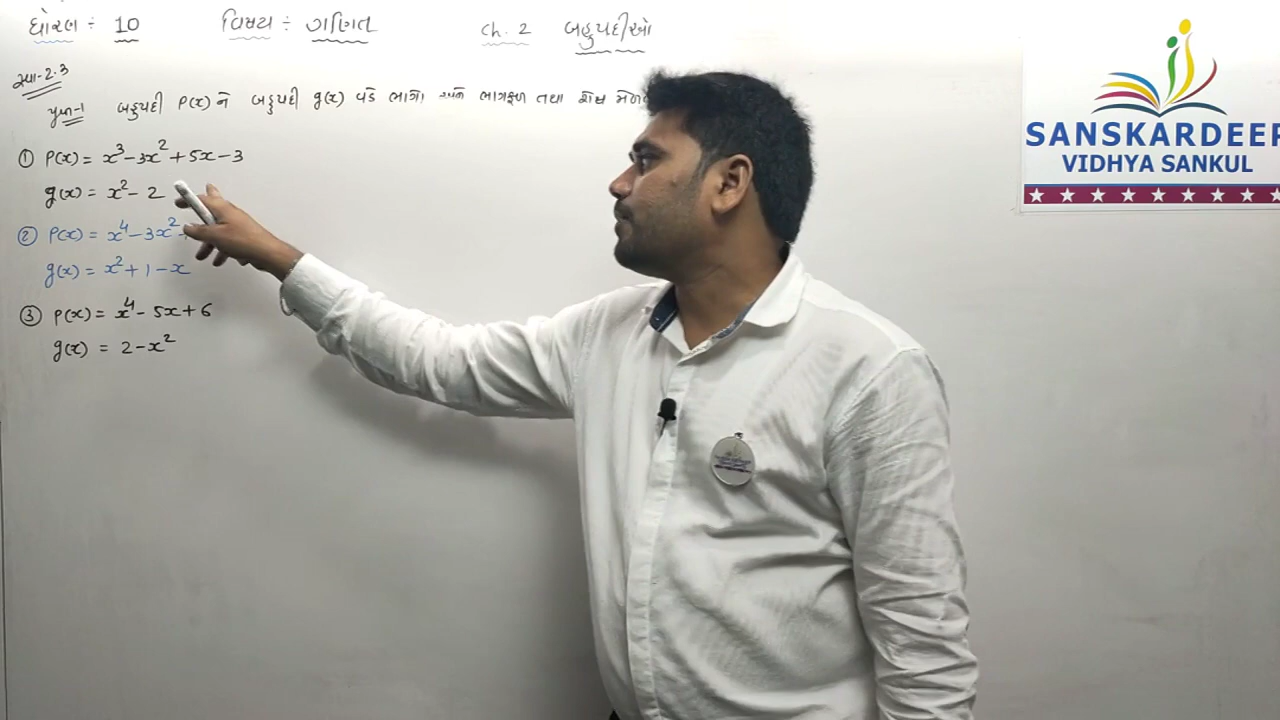 ધોરણ ÷ 10 વિષય ÷ ગણિત ch. 2 બહુપદીઓ
સ્વા-2.3
પ્રશ્ન-1 બહુપદી P(x) ને બહુપદી g(x) વડે ભાગો અને ભાગફળ તથા શેષ
① P(x) = x³ - 3x² + 5x - 3
g(x) = x² - 2
② P(x) = x⁴ - 3x²
g(x) = x² + 1 - x
③ P(x) = x⁴ - 5x + 6
g(x) = 2 - x²
SANSKARDEEP
VIDHYA SANKUL